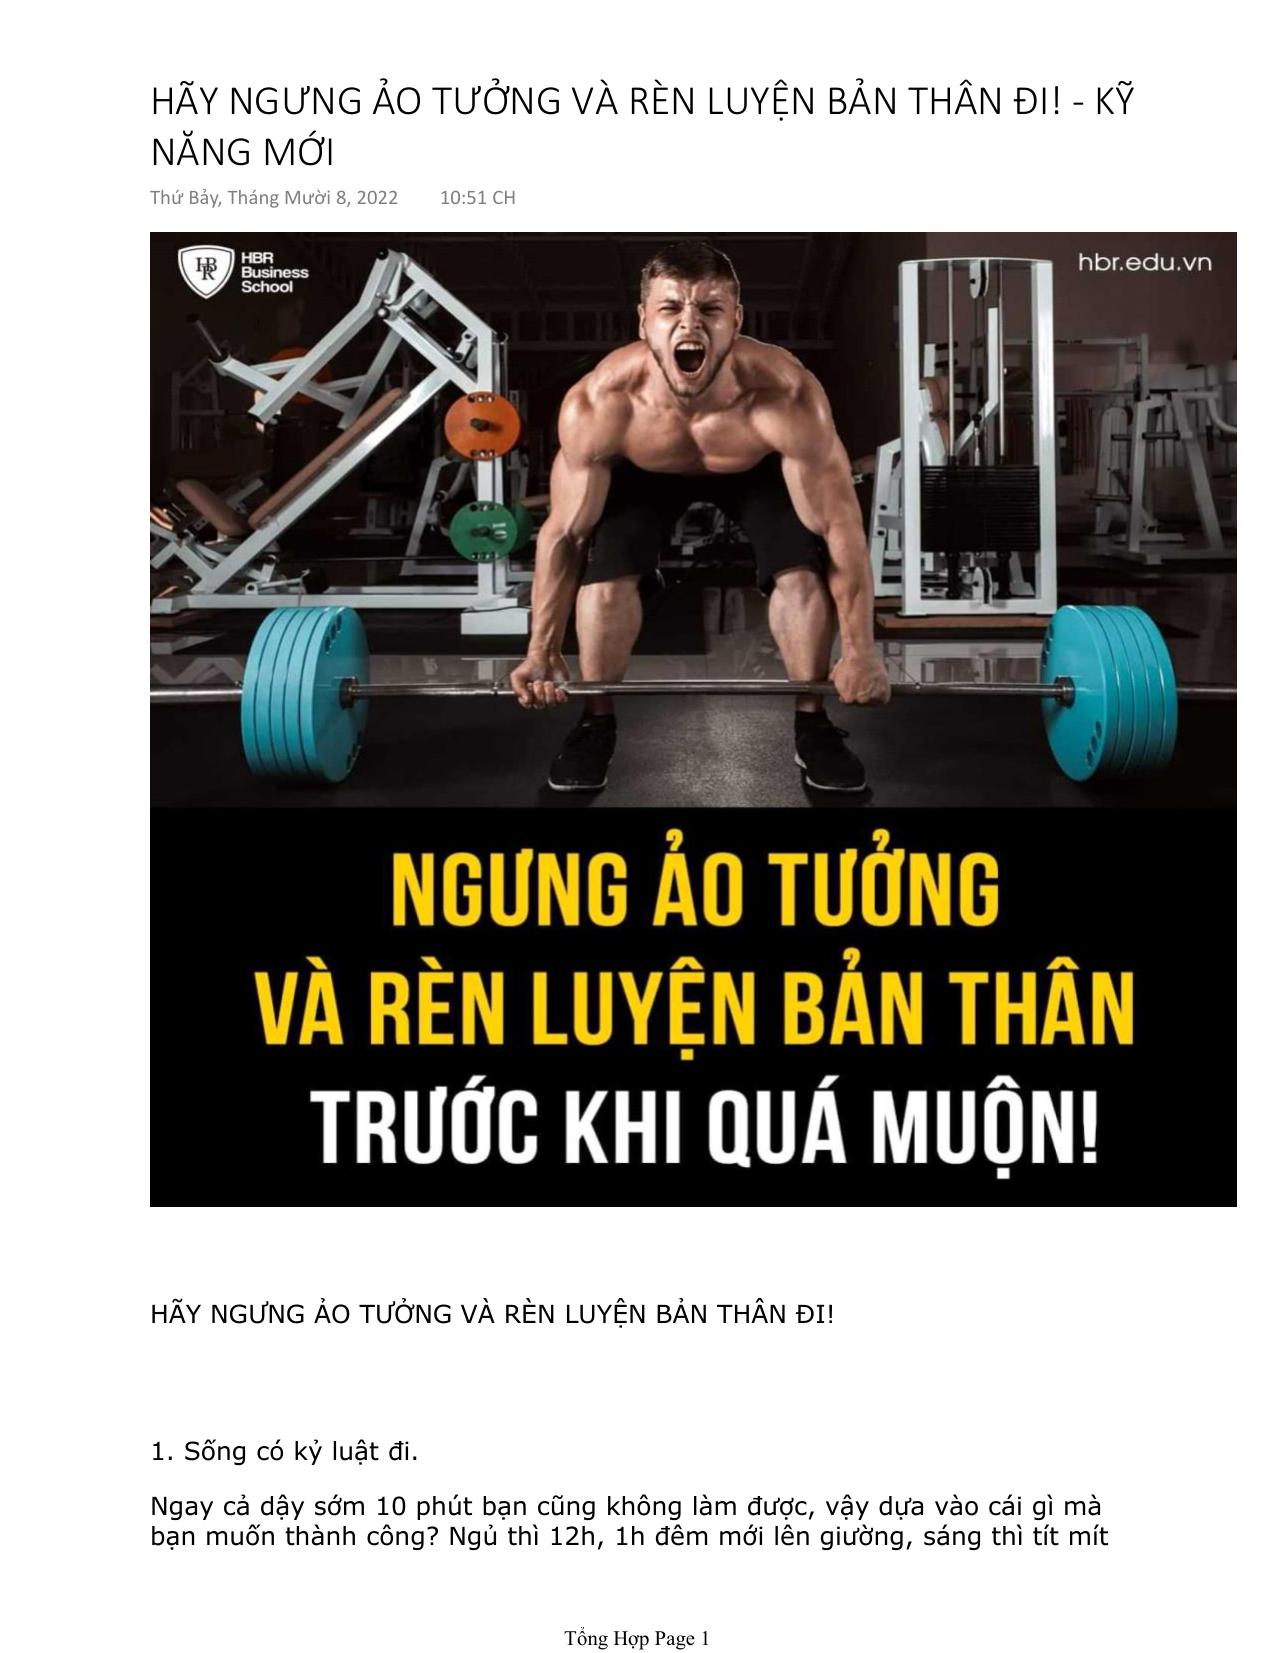 HÃY NGƯNG ẢO TƯỞNG VÀ RÈN LUYỆN BẢN THÂN ĐI! - KỸ
NĂNG MỚI
Thứ Bảy, Tháng Mười 8, 2022 10:51 CH
HBR
Business
School
hbr.edu.vn
NGƯNG ẢO TƯỞNG
VÀ RÈN LUYỆN BẢN THÂN
TRƯỚC KHI QUÁ MUỘN!
HÃY NGƯNG ẢO TƯỞNG VÀ RÈN LUYỆN BẢN THÂN ĐI!
1. Sống có kỷ luật đi.
Ngay cả dậy sớm 10 phút bạn cũng không làm được, vậy dựa vào cái gì mà
bạn muốn thành công? Ngủ thì 12h, 1h đêm mới lên giường, sáng thì tít mít
Tổng Hợp Page 1